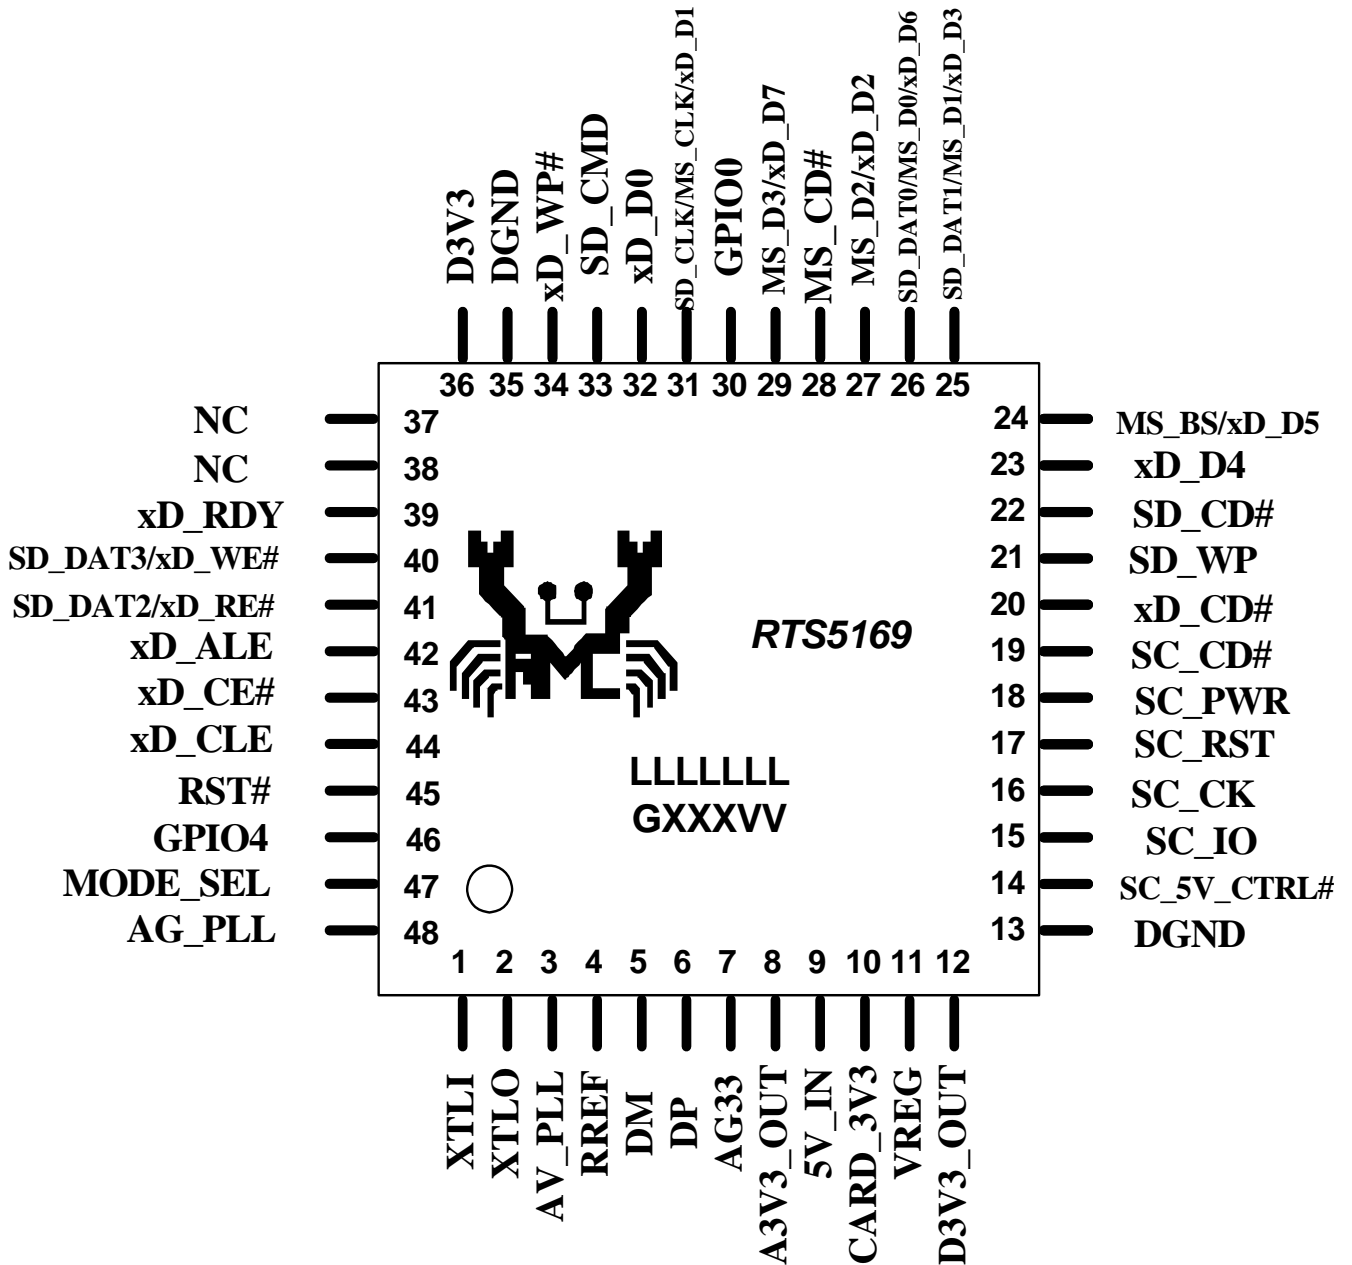 D3V3
DGND
xD_WP#
SD_CMD
xD_D0
SD_CLK/MS_CLK/xD_D1
GPIO0
MS_D3/xD_D7
MS_CD#
MS_D2/xD_D2
SD_DAT0/MS_D0/xD_D6
SD_DAT1/MS_D1/xD_D3
36 35 34 33 32 31 30 29 28 27 26 25
NC 37
NC 38
xD_RDY 39
SD_DAT3/xD_WE# 40
SD_DAT2/xD_RE# 41
xD_ALE 42
xD_CE# 43
xD_CLE 44
RST# 45
GPIO4 46
MODE_SEL 47
AG_PLL 48
RTS5169
LLLLLLL
GXXXVV
24 MS_BS/xD_D5
23 xD_D4
22 SD_CD#
21 SD_WP
20 xD_CD#
19 SC_CD#
18 SC_PWR
17 SC_RST
16 SC_CK
15 SC_IO
14 SC_5V_CTRL#
13 DGND
1 2 3 4 5 6 7 8 9 10 11 12
XTLI
XTLO
AV_PLL
RREF
DM
DP
AG33
A3V3_OUT
5V_IN
CARD_3V3
VREG
D3V3_OUT